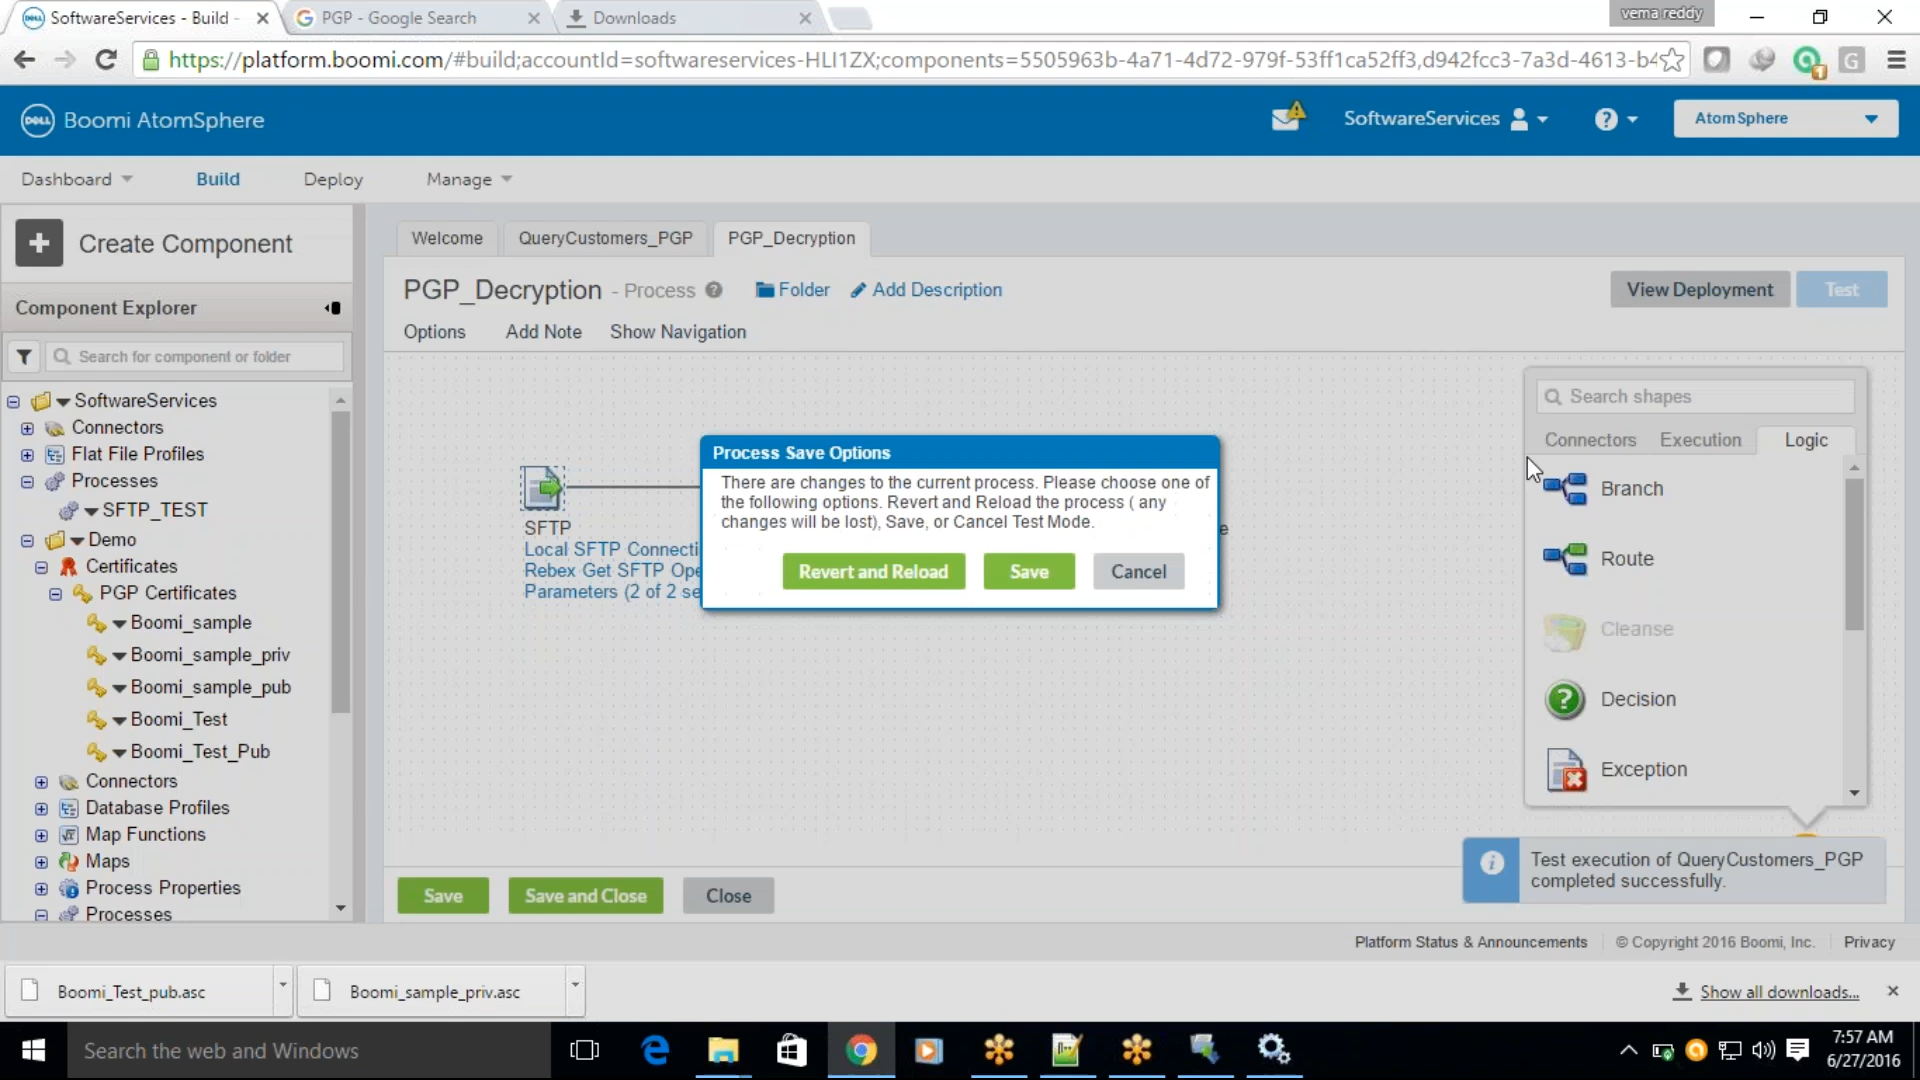 SoftwareServices - Build -
PGP - Google Search
Downloads
vema reddy
https://platform.boomi.com/#build;accountId=softwareservices-HLI1ZX;components=5505963b-4a71-4d72-979f-53ff1ca52ff3,d942fcc3-7a3d-4613-b4
DELL
Boomi AtomSphere
SoftwareServices
AtomSphere
Dashboard
Build
Deploy
Manage
Create Component
Component Explorer
Search for component or folder
SoftwareServices
Connectors
Flat File Profiles
Processes
SFTP_TEST
Demo
Certificates
PGP Certificates
Boomi_sample
Boomi_sample_priv
Boomi_sample_pub
Boomi_Test
Boomi_Test_Pub
Connectors
Database Profiles
Map Functions
Maps
Process Properties
Processes
Welcome
QueryCustomers_PGP
PGP_Decryption
PGP_Decryption - Process
Folder
Add Description
View Deployment
Test
Options
Add Note
Show Navigation
SFTP
Local SFTP Connecti
Rebex Get SFTP Ope
Parameters (2 of 2 se
Process Save Options
There are changes to the current process. Please choose one of
the following options. Revert and Reload the process ( any
changes will be lost), Save, or Cancel Test Mode.
Revert and Reload
Save
Cancel
Search shapes
Connectors
Execution
Logic
Branch
Route
Cleanse
Decision
Exception
Test execution of QueryCustomers_PGP
completed successfully.
Save
Save and Close
Close
Platform Status & Announcements
© Copyright 2016 Boomi, Inc.
Privacy
Boomi_Test_pub.asc
Boomi_sample_priv.asc
Show all downloads...
Search the web and Windows
7:57 AM
6/27/2016